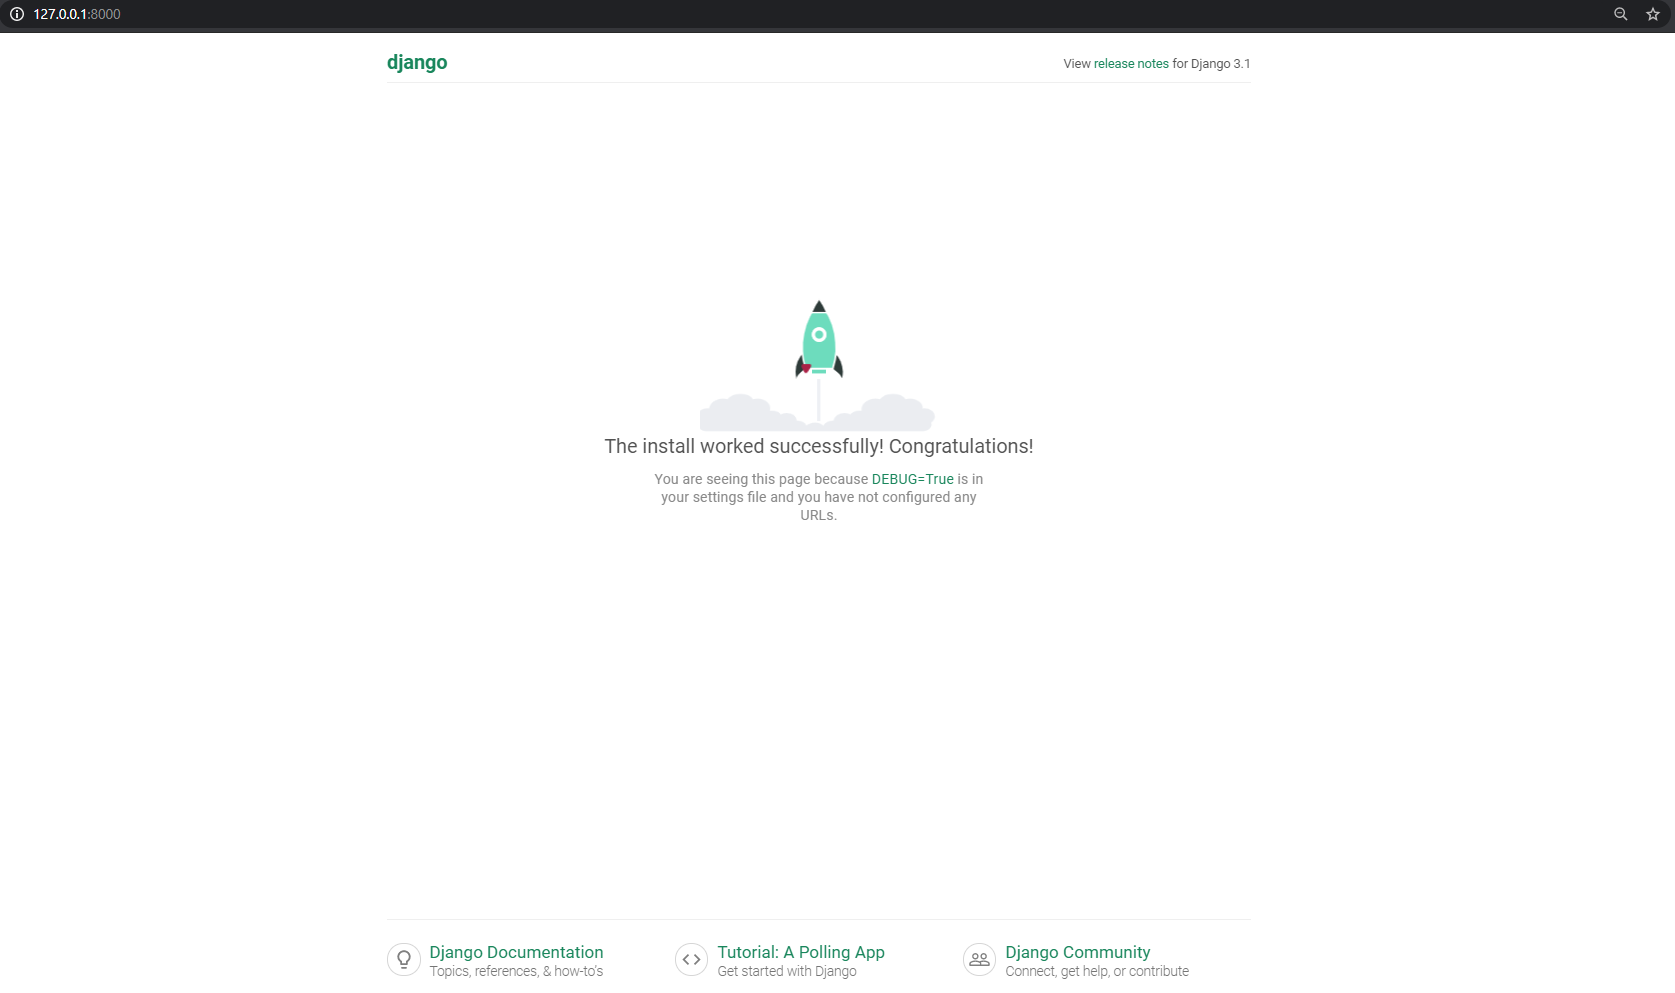 127.0.0.1:8000
django
View release notes for Django 3.1
The install worked successfully! Congratulations!
You are seeing this page because DEBUG=True is in
your settings file and you have not configured any
URLs.
Django Documentation
Topics, references, & how-to's
Tutorial: A Polling App
Get started with Django
Django Community
Connect, get help, or contribute